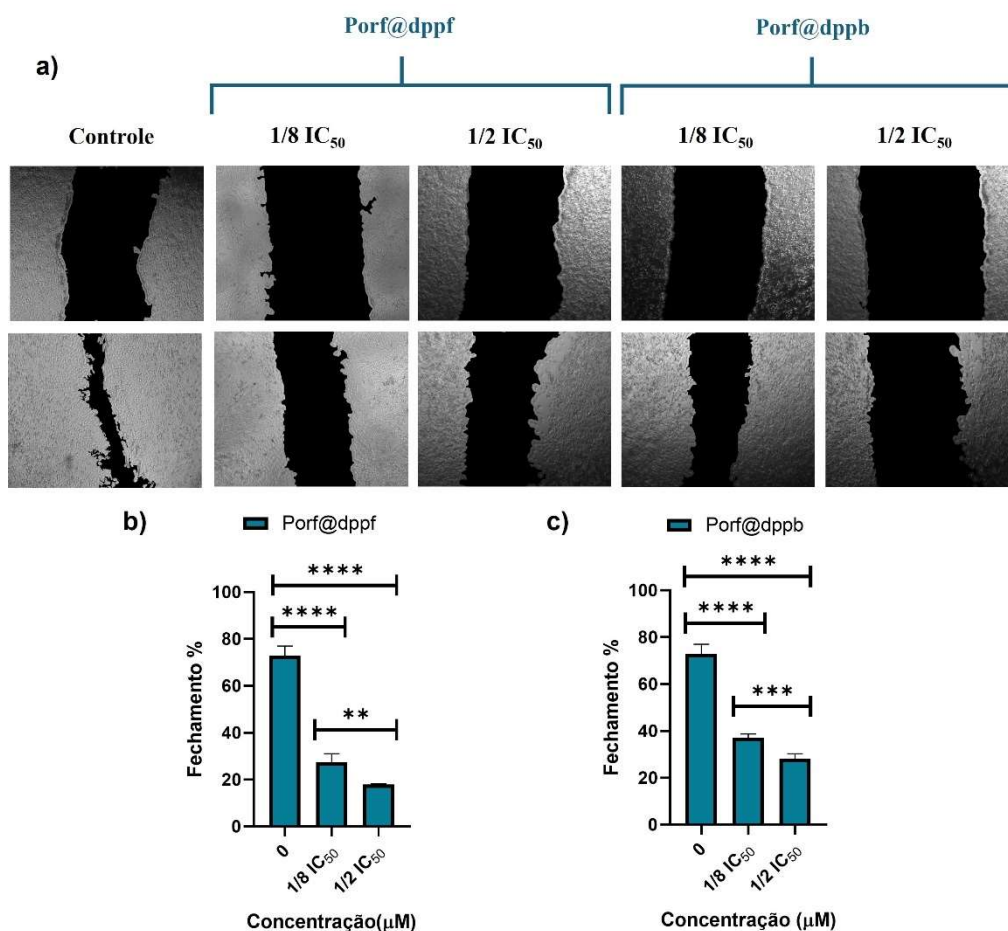 Porf@dppf
Porf@dppb
a)
Controle
1/8 IC₅₀
1/2 IC₅₀
1/8 IC₅₀
1/2 IC₅₀
b)
Porf@dppf
****
****
**
100
80
60
40
20
0
Fechamento %
0
1/8 IC₅₀
1/2 IC₅₀
Concentração(µM)
c)
Porf@dppb
****
****
***
100
80
60
40
20
0
Fechamento %
0
1/8 IC₅₀
1/2 IC₅₀
Concentração (µM)